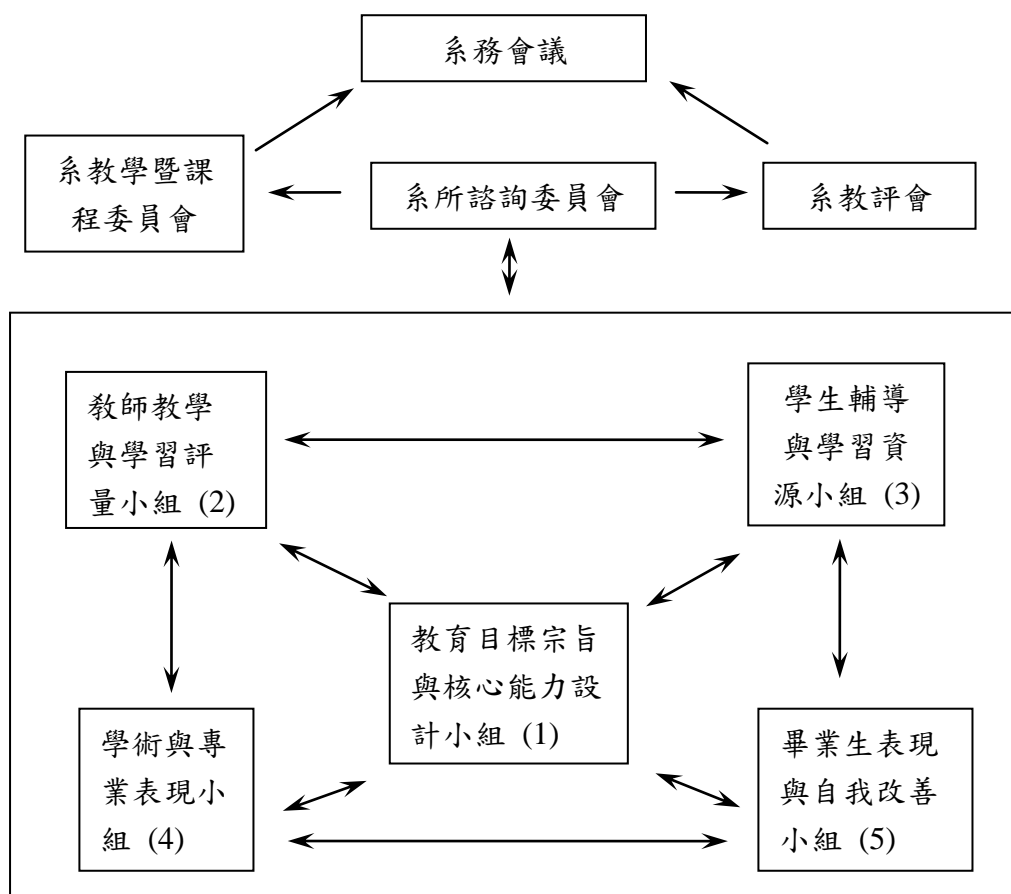 系務會議
系教學暨課
程委員會
系所諮詢委員會
系教評會
教師教學
與學習評
量小組 (2)
學生輔導
與學習資
源小組 (3)
教育目標宗旨
與核心能力設
計小組 (1)
學術與專
業表現小
組 (4)
畢業生表現
與自我改善
小組 (5)